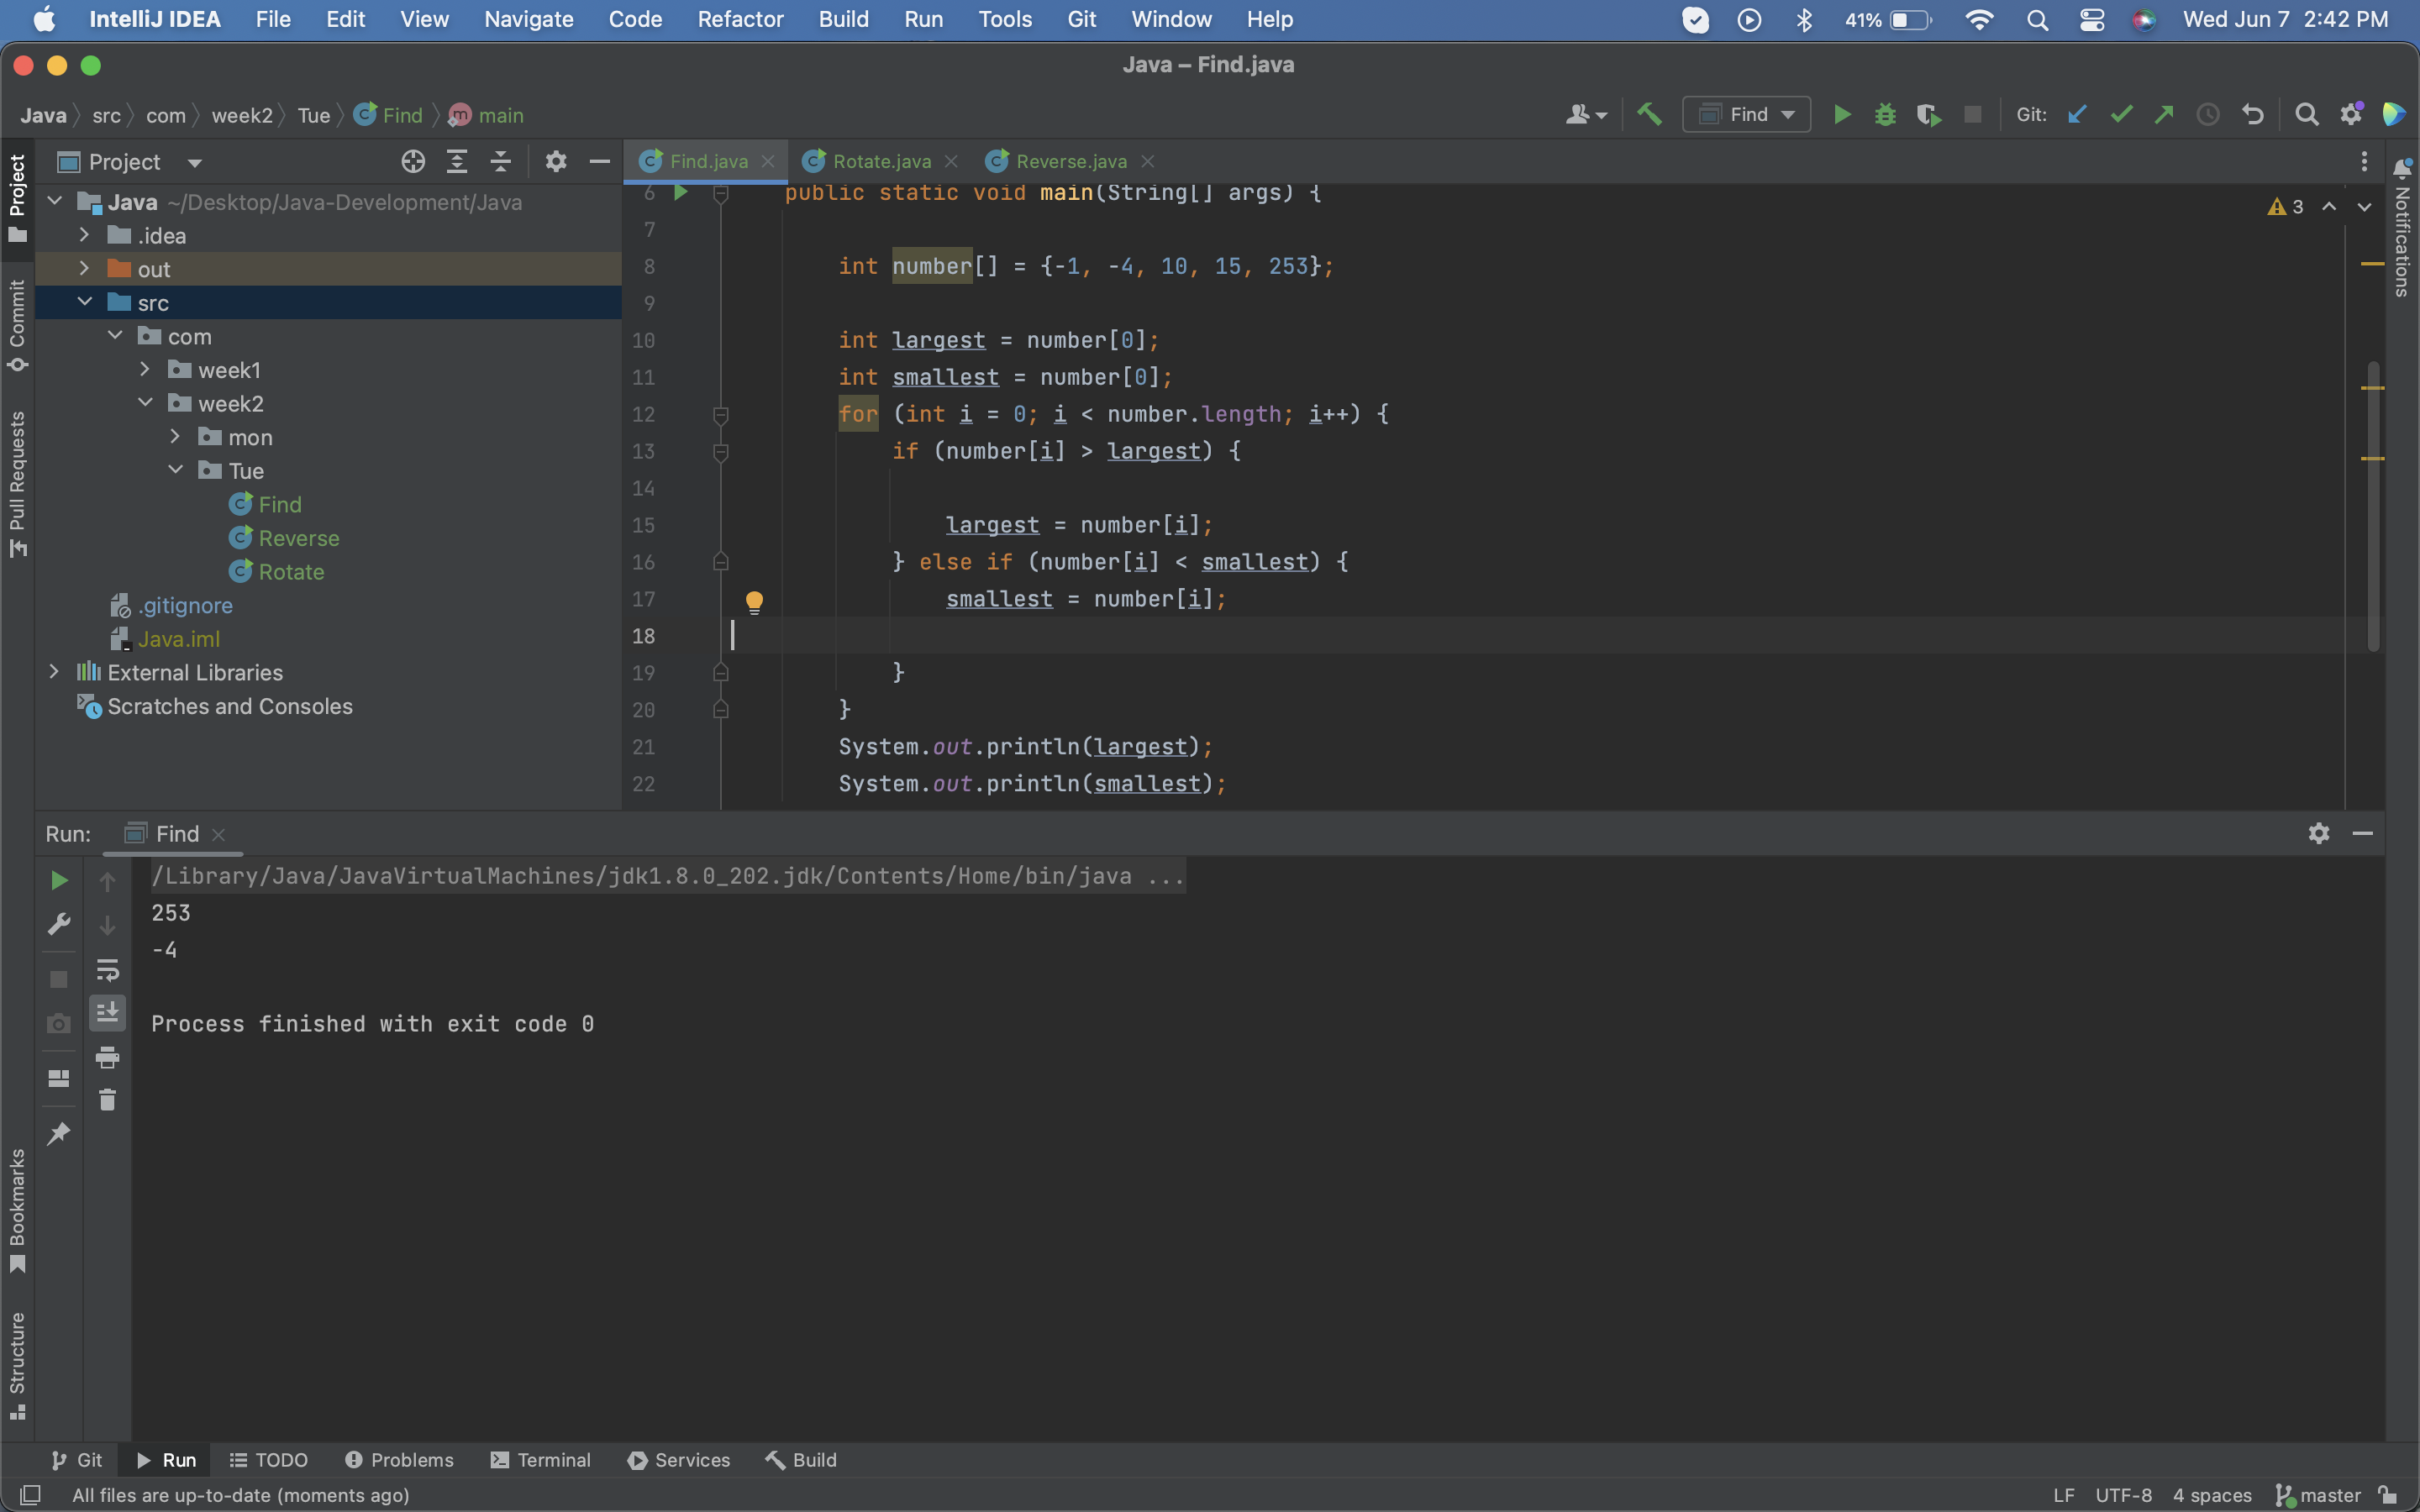 IntelliJ IDEA File Edit View Navigate Code Refactor Build Run Tools Git Window Help 41% Wed Jun 7 2:42 PM
Java – Find.java
Java src com week2 Tue Find main Find Git:
Project
Find.java Rotate.java Reverse.java
Java ~/Desktop/Java-Development/Java
.idea
out
src
com
week1
week2
mon
Tue
Find
Reverse
Rotate
.gitignore
Java.iml
External Libraries
Scratches and Consoles
Project
Commit
Pull Requests
Bookmarks
Structure
Notifications
3
6 public static void main(String[] args) {
7
8 int number[] = {-1, -4, 10, 15, 253};
9
10 int largest = number[0];
11 int smallest = number[0];
12 for (int i = 0; i < number.length; i++) {
13 if (number[i] > largest) {
14
15 largest = number[i];
16 } else if (number[i] < smallest) {
17 smallest = number[i];
18
19 }
20 }
21 System.out.println(largest);
22 System.out.println(smallest);
Run: Find
/Library/Java/JavaVirtualMachines/jdk1.8.0_202.jdk/Contents/Home/bin/java ...
253
-4
Process finished with exit code 0
Git Run TODO Problems Terminal Services Build
All files are up-to-date (moments ago) LF UTF-8 4 spaces master